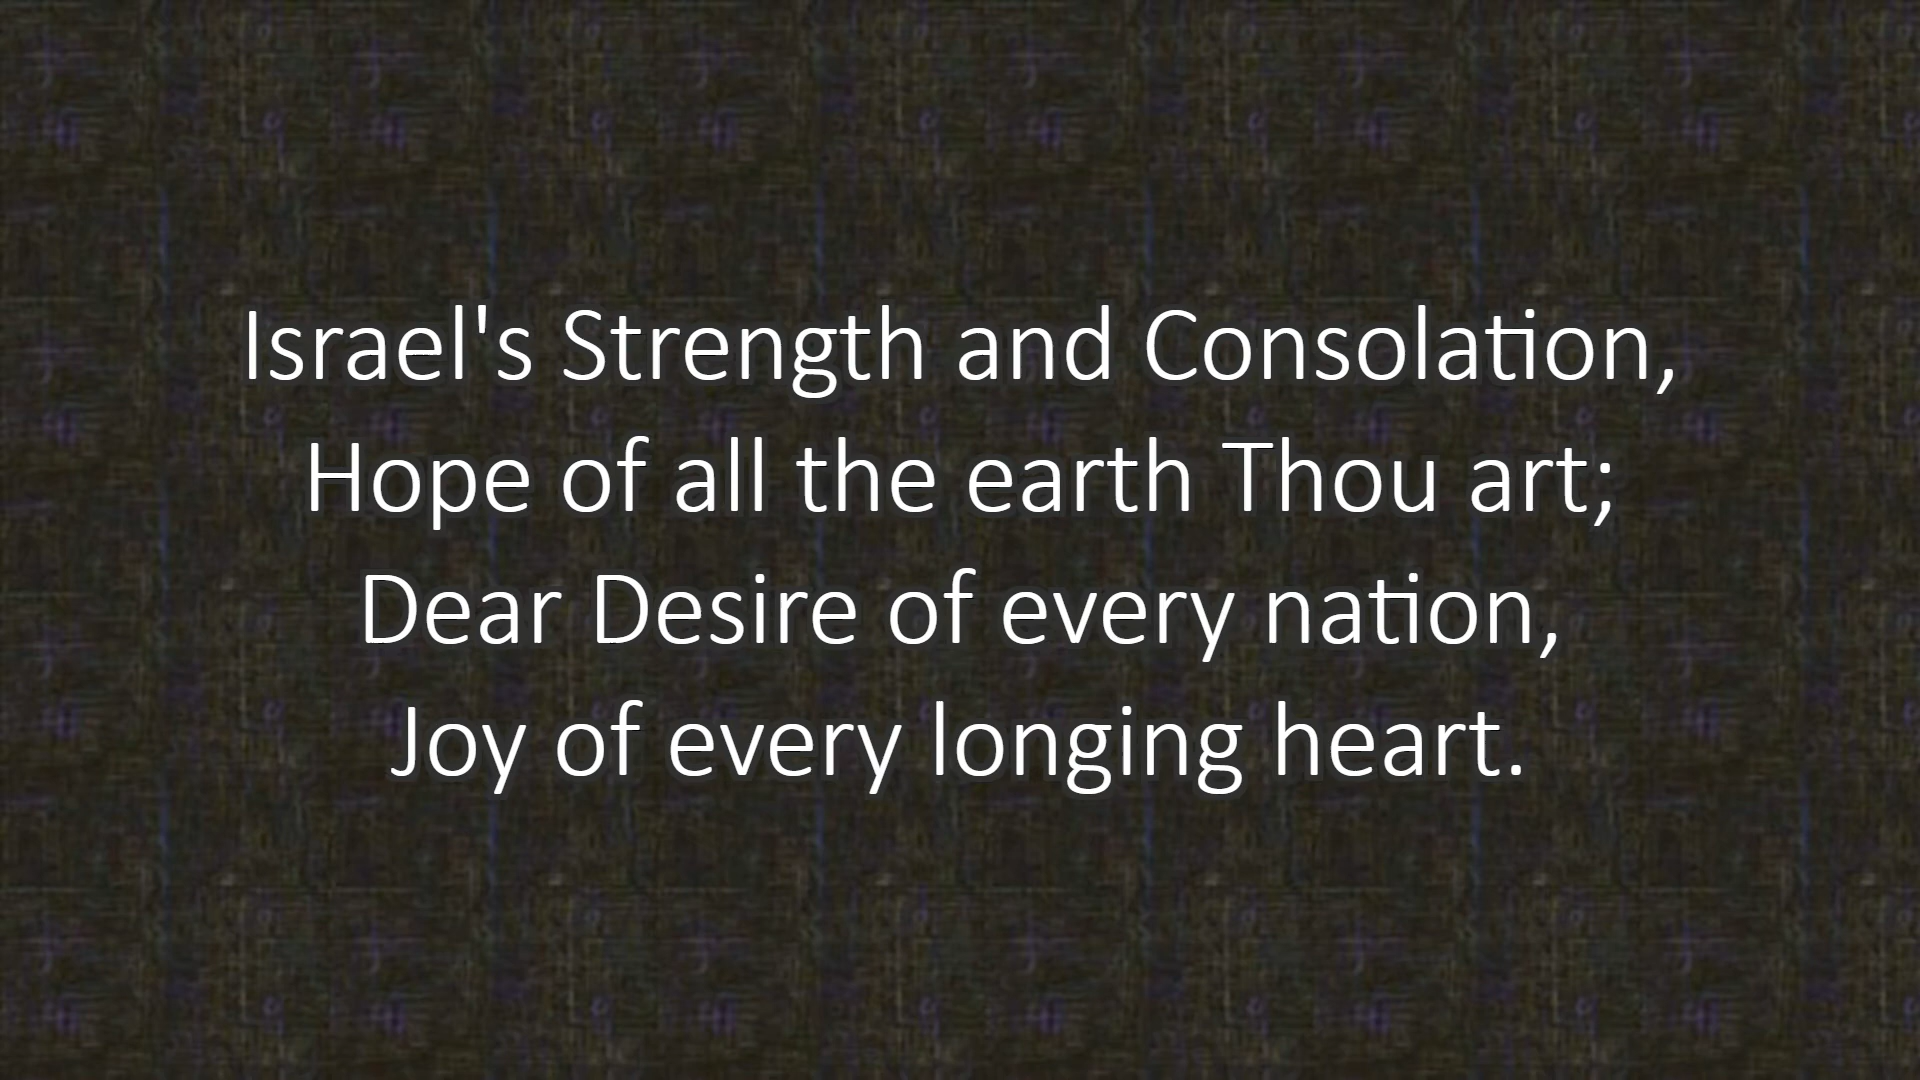 Israel's Strength and Consolation,
Hope of all the earth Thou art;
Dear Desire of every nation,
Joy of every longing heart.